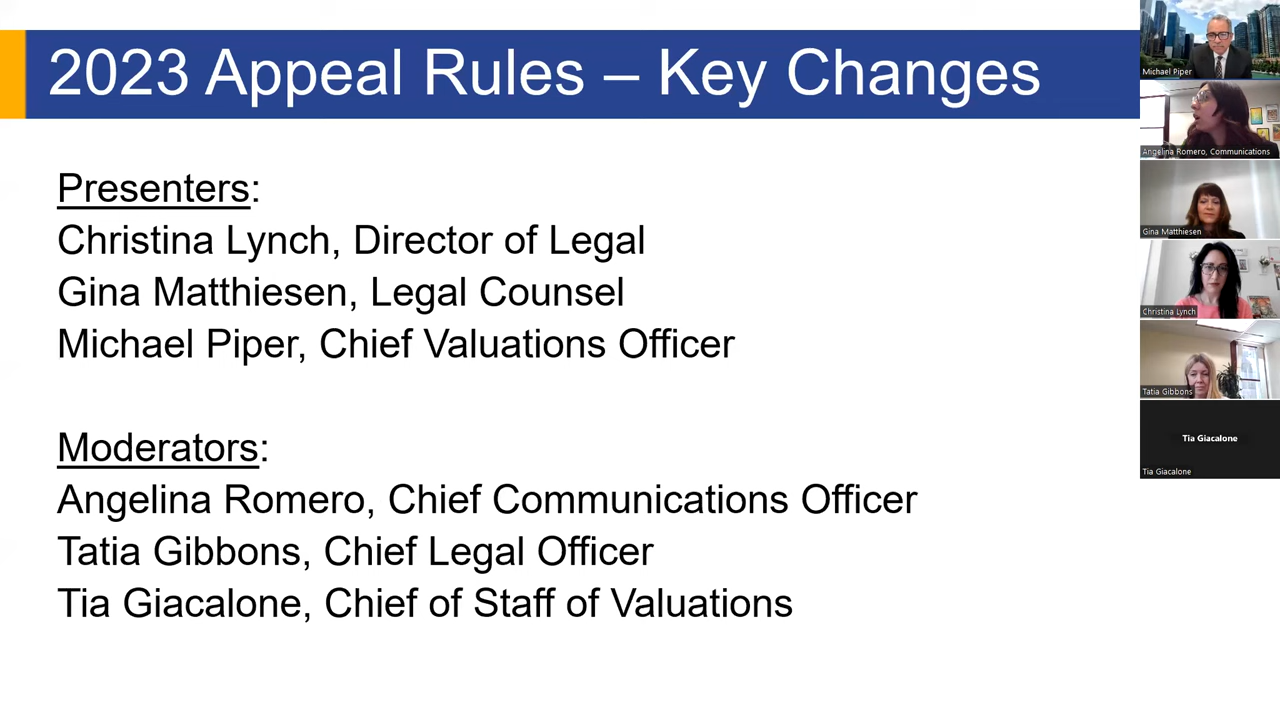 2023 Appeal Rules – Key Changes
Presenters:
Christina Lynch, Director of Legal
Gina Matthiesen, Legal Counsel
Michael Piper, Chief Valuations Officer
Moderators:
Angelina Romero, Chief Communications Officer
Tatia Gibbons, Chief Legal Officer
Tia Giacalone, Chief of Staff of Valuations
Michael Piper
Angelina Romero, Communications
Gina Matthiesen
Christina Lynch
Tatia Gibbons
Tia Giacalone
Tia Giacalone